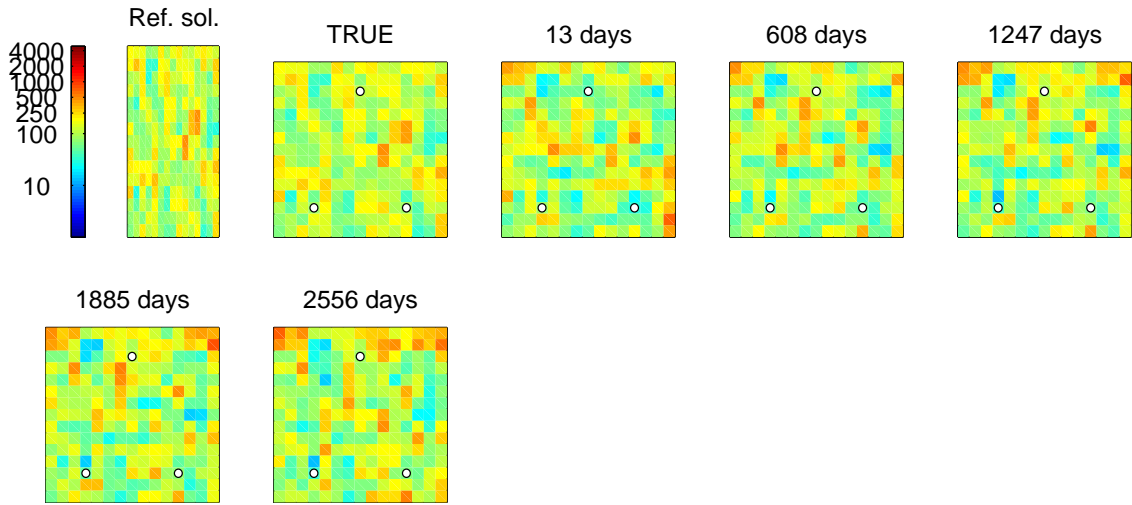 Ref. sol.
TRUE
13 days
608 days
1247 days
4000
2000
1000
500
250
100
10
1885 days
2556 days